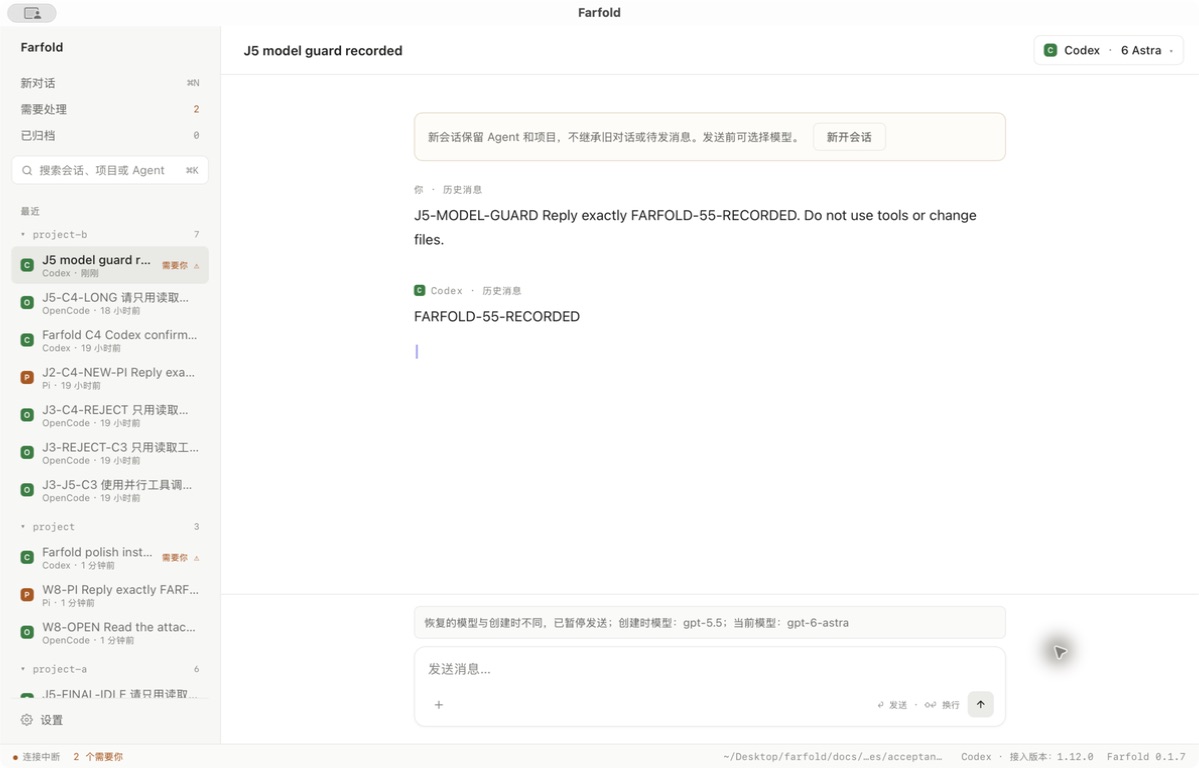 Farfold
Farfold
新对话 ⌘N
需要处理 2
已归档 0
搜索会话、项目或 Agent ⌘K
最近
project-b 7
C J5 model guard r... 需要你
Codex · 刚刚
O J5-C4-LONG 请只用读取...
OpenCode · 18 小时前
C Farfold C4 Codex confirm...
Codex · 19 小时前
P J2-C4-NEW-PI Reply exa...
Pi · 19 小时前
O J3-C4-REJECT 只用读取...
OpenCode · 19 小时前
O J3-REJECT-C3 只用读取工...
OpenCode · 19 小时前
O J3-J5-C3 使用并行工具调...
OpenCode · 19 小时前
project 3
C Farfold polish inst... 需要你
Codex · 1 分钟前
P W8-PI Reply exactly FARF...
Pi · 1 分钟前
O W8-OPEN Read the attac...
OpenCode · 1 分钟前
project-a 6
J5-FINAL-IDLE 请只用读取...
设置
J5 model guard recorded
C Codex · 6 Astra
新会话保留 Agent 和项目，不继承旧对话或待发消息。发送前可选择模型。 新开会话
你 · 历史消息
J5-MODEL-GUARD Reply exactly FARFOLD-55-RECORDED. Do not use tools or change
files.
C Codex · 历史消息
FARFOLD-55-RECORDED
恢复的模型与创建时不同，已暂停发送；创建时模型：gpt-5.5；当前模型：gpt-6-astra
发送消息...
+ 发送 · 换行
连接中断 2 个需要你 ~/Desktop/farfold/docs/…es/acceptan… Codex · 接入版本：1.12.0 Farfold 0.1.7